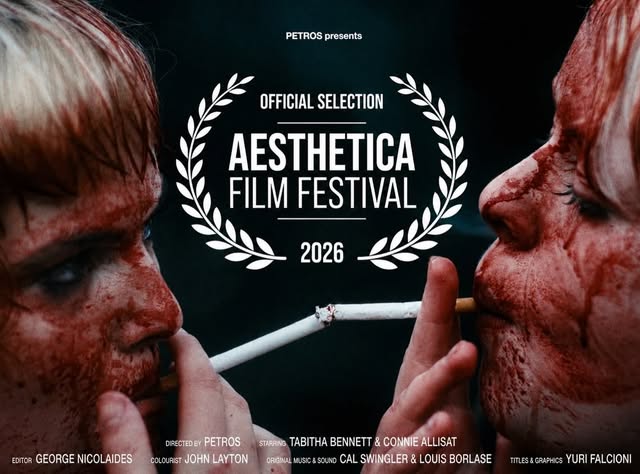 PETROS presents
OFFICIAL SELECTION
AESTHETICA
FILM FESTIVAL
2026
DIRECTED BY PETROS STARRING TABITHA BENNETT & CONNIE ALLISAT
EDITOR GEORGE NICOLAIDES COLOURIST JOHN LAYTON ORIGINAL MUSIC & SOUND CAL SWINGLER & LOUIS BORLASE TITLES & GRAPHICS YURI FALCIONI